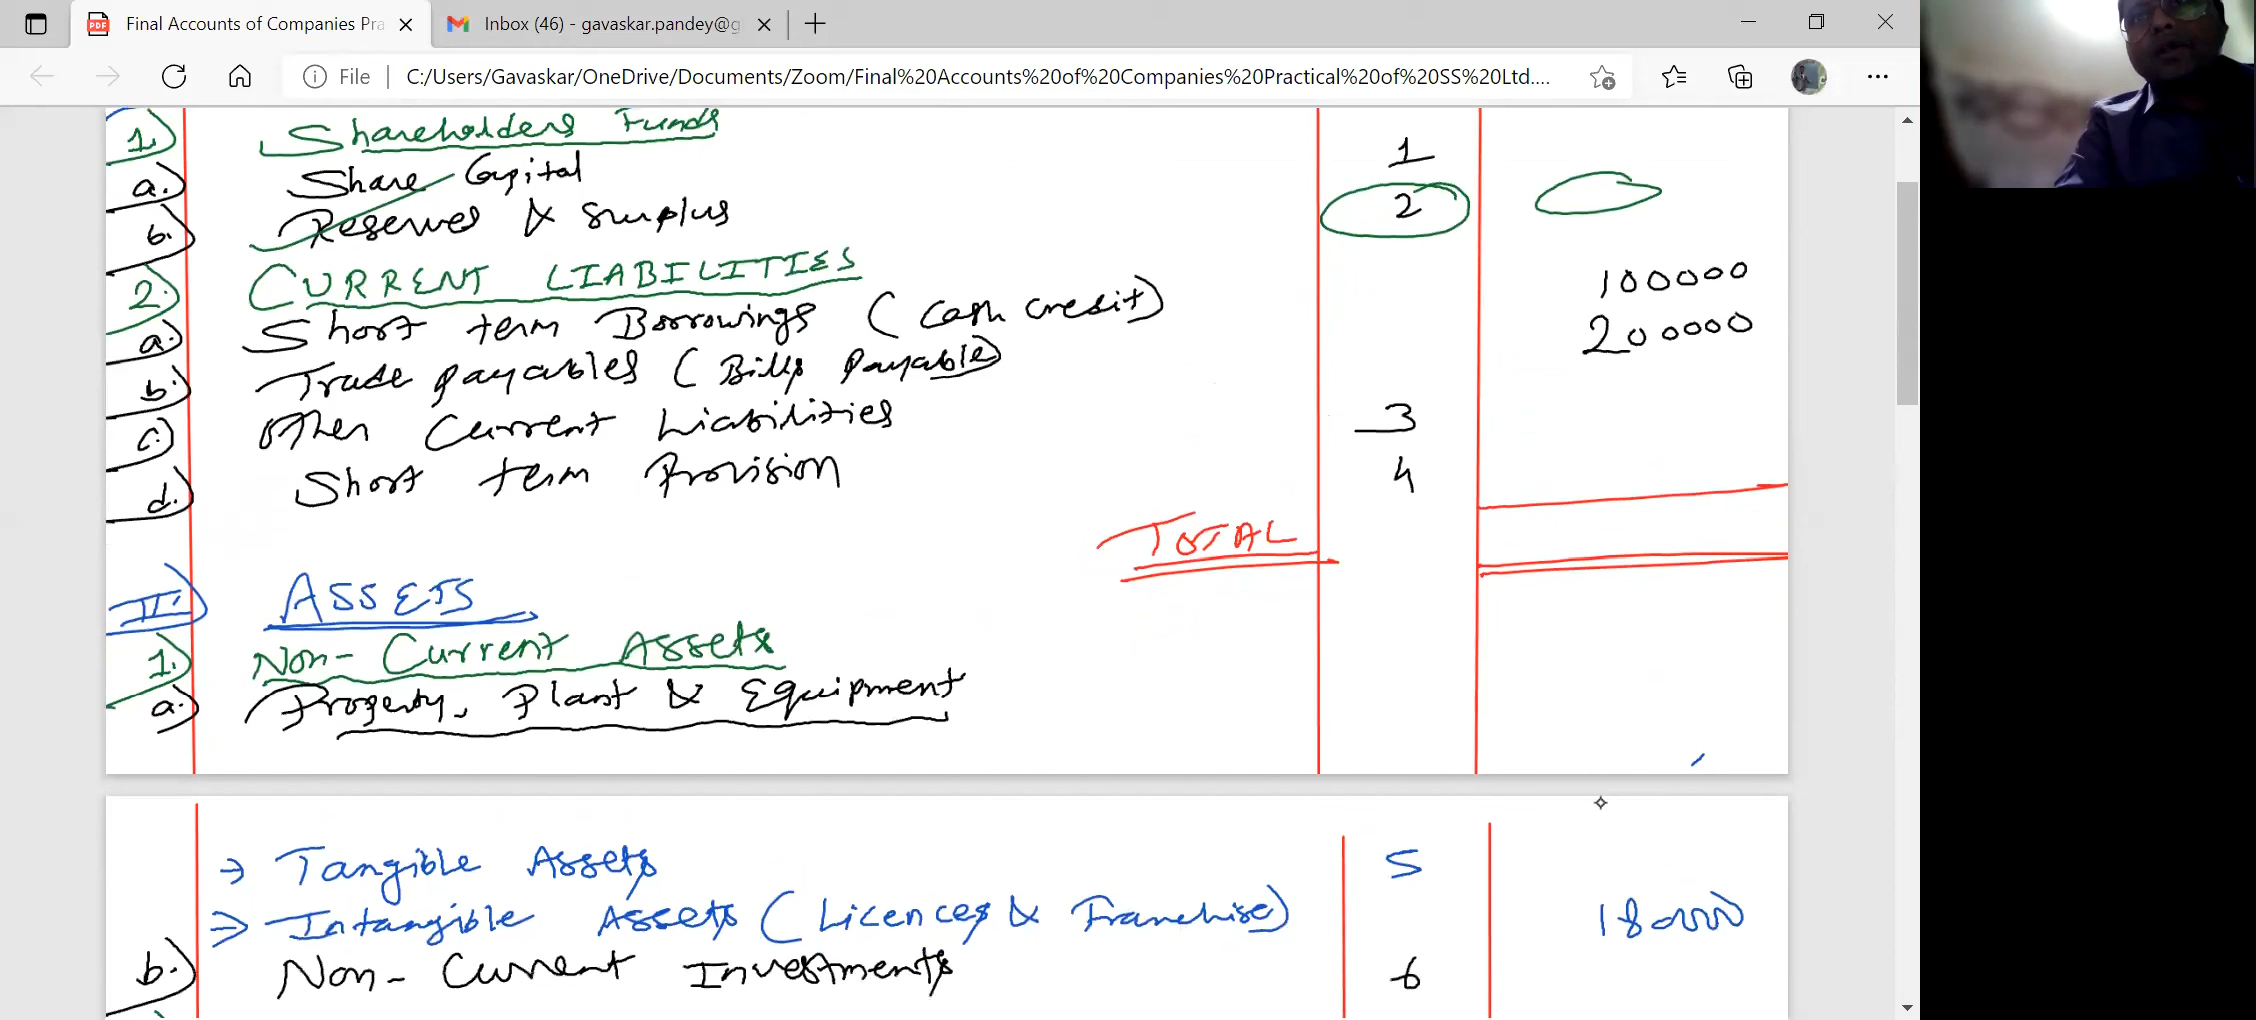 Final Accounts of Companies Pra
Inbox (46) - gavaskar.pandey@g
File C:/Users/Gavaskar/OneDrive/Documents/Zoom/Final%20Accounts%20of%20Companies%20Practical%20of%20SS%20Ltd....
1. Shareholders Funds
a.) Share Capital 1
b. Reserves & Surplus 2
2. CURRENT LIABILITIES
a. Short term Borrowings (Cash credit) 100000
b. Trade payables (Bills Payable) 200000
c. Other Current Liabilities 3
d. Short term Provision 4
TOTAL
II. ASSETS
1. Non-Current Assets
a. Property, Plant & Equipment
→ Tangible Assets 5
⇒ Intangible Assets (Licences & Franchise) 180000
b.) Non-Current Investments 6